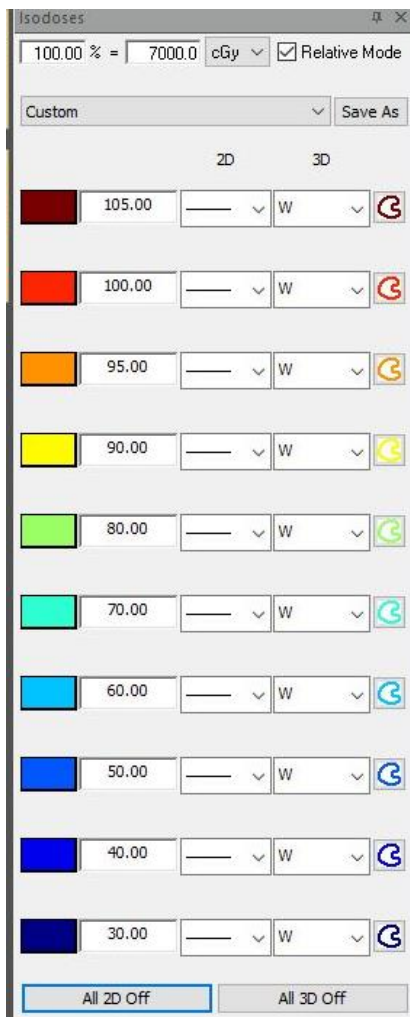 Isodoses
100.00 % = 7000.0 cGy Relative Mode
Custom Save As
2D 3D
105.00 W
100.00 W
95.00 W
90.00 W
80.00 W
70.00 W
60.00 W
50.00 W
40.00 W
30.00 W
All 2D Off All 3D Off